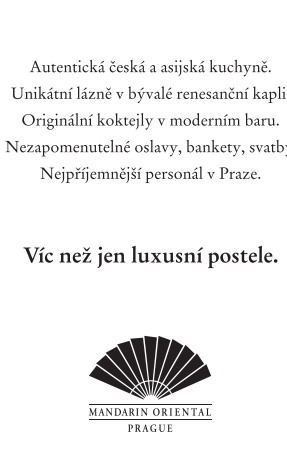 Autentická česká a asijská kuchyně.
Unikátní lázně v bývalé renesanční kapli
Originální koktejly v moderním baru.
Nezapomenutelné oslavy, bankety, svatby
Nejpříjemnější personál v Praze.
Víc než jen luxusní postele.
MANDARIN ORIENTAL
PRAGUE